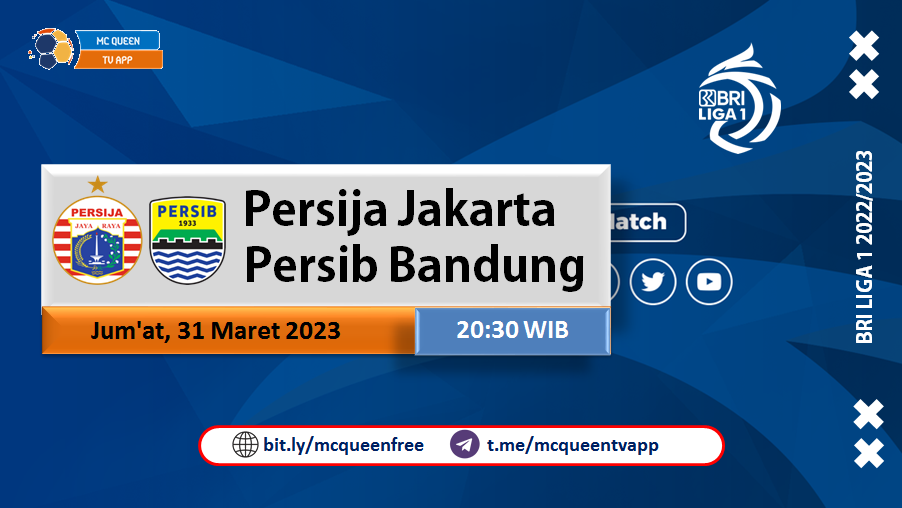 MC QUEEN
TV APP
BRI
LIGA 1
PERSIJA
JAYA RAYA
PERSIB
1933
Persija Jakarta
Persib Bandung
Match
Jum'at, 31 Maret 2023
20:30 WIB
BRI LIGA 1 2022/2023
bit.ly/mcqueenfree
t.me/mcqueentvapp